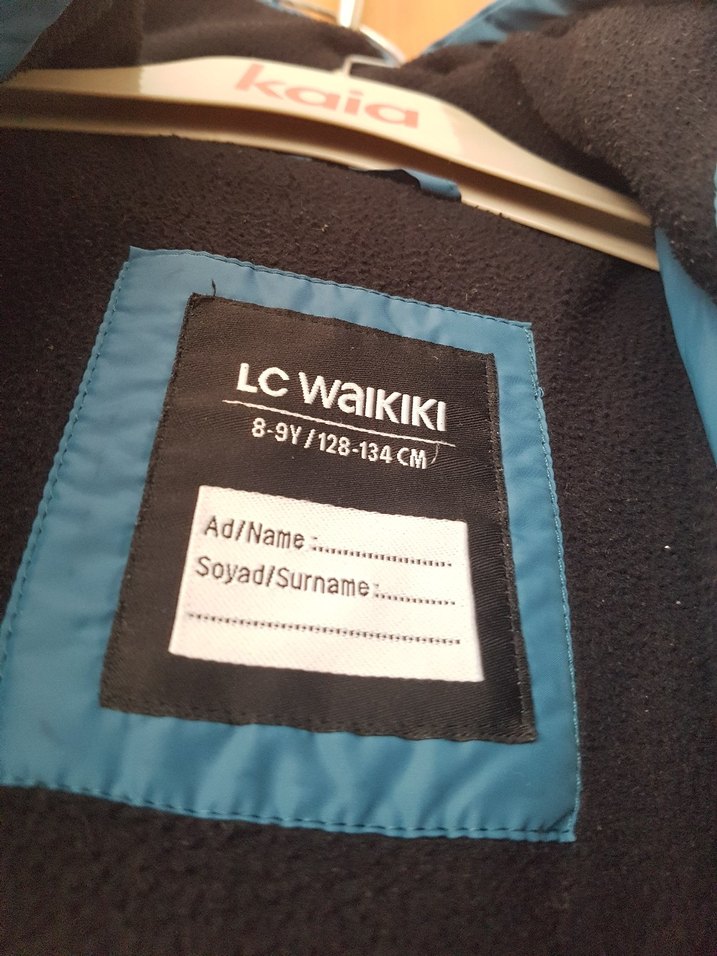 kaia
LC WAIKIKI
8-9Y / 128-134 CM
Ad/Name:....................
Soyad/Surname:............
........................................